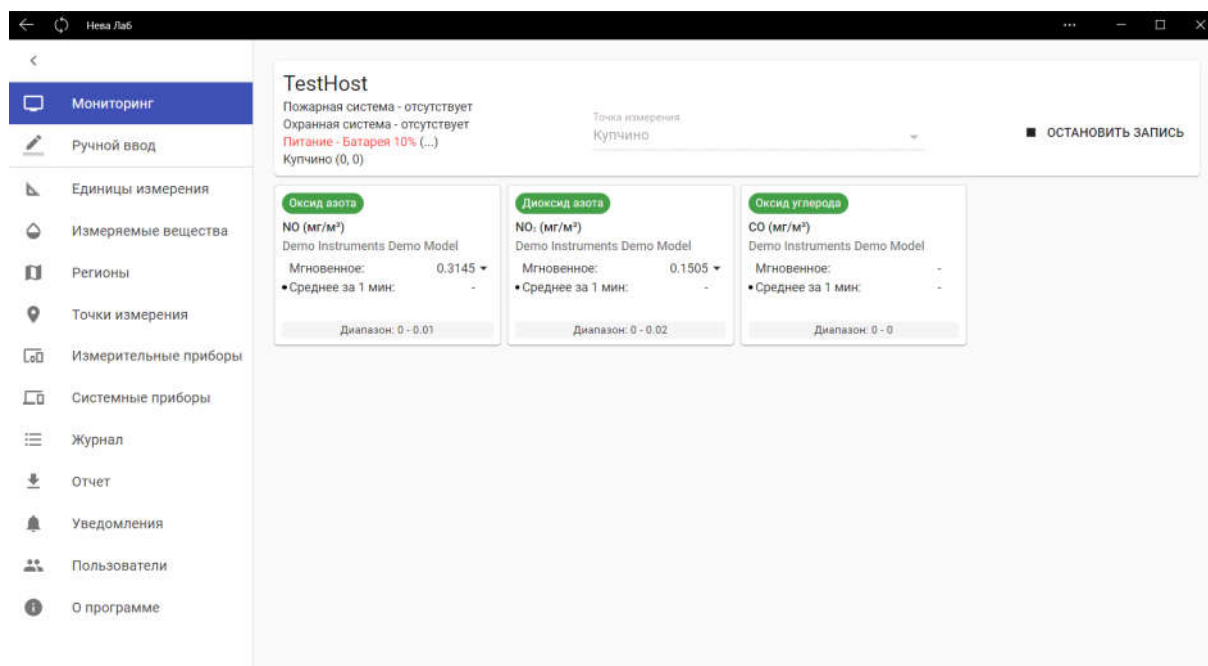 Нева Лаб
Мониторинг
Ручной ввод
Единицы измерения
Измеряемые вещества
Регионы
Точки измерения
Измерительные приборы
Системные приборы
Журнал
Отчет
Уведомления
Пользователи
О программе
TestHost
Пожарная система - отсутствует
Охранная система - отсутствует
Питание - Батарея 10% (...)
Купчино (0, 0)
Точка измерения
Купчино
ОСТАНОВИТЬ ЗАПИСЬ
Оксид азота
NO (мг/м³)
Demo Instruments Demo Model
Мгновенное: 0.3145
Среднее за 1 мин: -
Диапазон: 0 - 0.01
Диоксид азота
NO₂ (мг/м³)
Demo Instruments Demo Model
Мгновенное: 0.1505
Среднее за 1 мин: -
Диапазон: 0 - 0.02
Оксид углерода
CO (мг/м³)
Demo Instruments Demo Model
Мгновенное: -
Среднее за 1 мин: -
Диапазон: 0 - 0